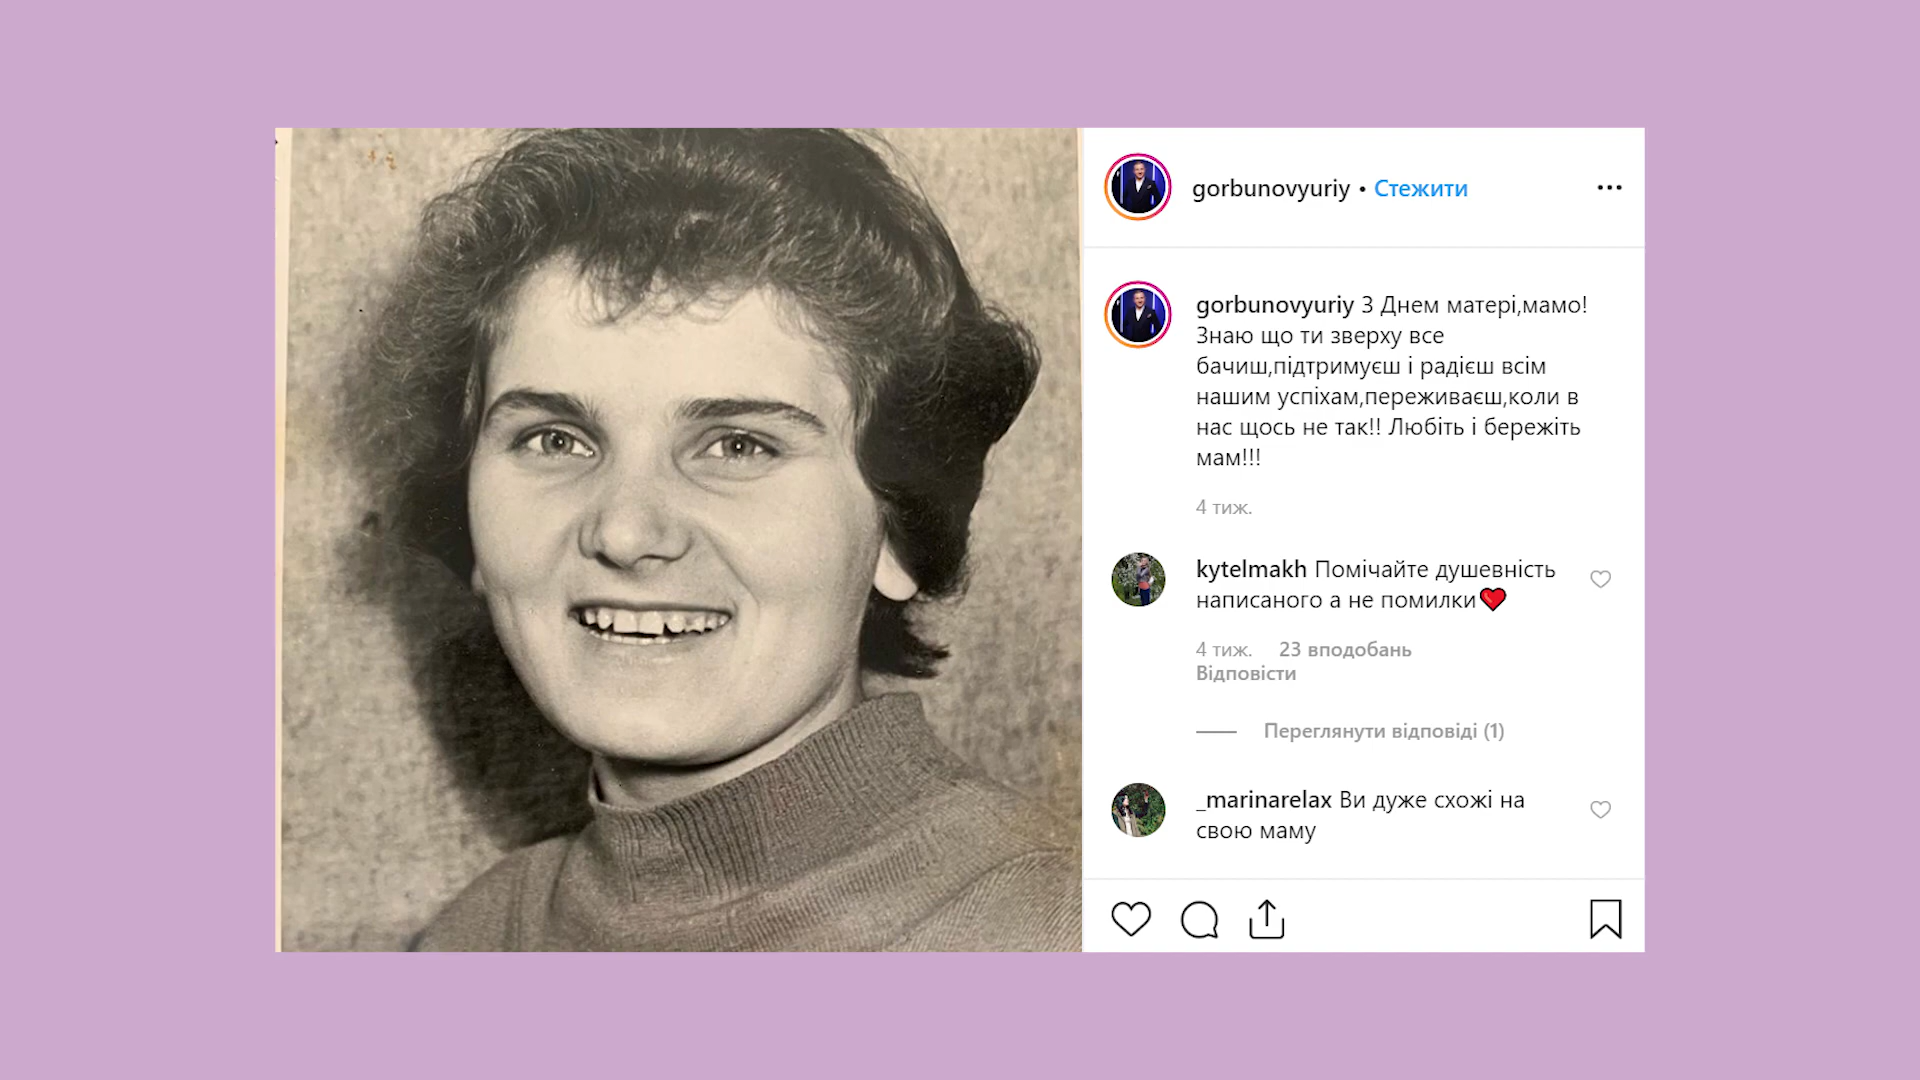 gorbunovyuriy • Стежити
gorbunovyuriy З Днем матері,мамо!
Знаю що ти зверху все
бачиш,підтримуєш і радієш всім
нашим успіхам,переживаєш,коли в
нас щось не так!! Любіть і бережіть
мам!!!
4 тиж.
kytelmakh Помічайте душевність
написаного а не помилки❤️
4 тиж. 23 вподобань
Відповісти
Переглянути відповіді (1)
_marinarelax Ви дуже схожі на
свою маму